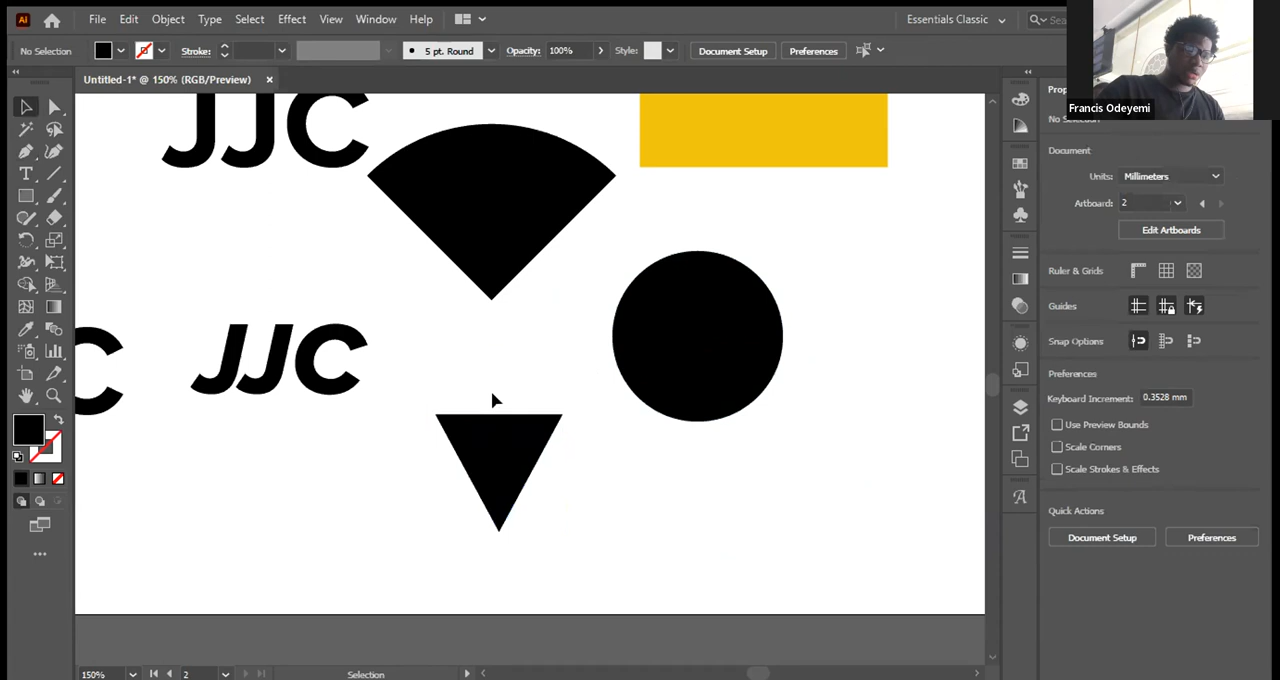 Ai File Edit Object Type Select Effect View Window Help Essentials Classic Sea
No Selection Stroke: 5 pt. Round Opacity: 100% Style: Document Setup Preferences
Untitled-1* @ 150% (RGB/Preview)
Francis Odeyemi
JJC
Document
Units: Millimeters
Artboard: 2
Edit Artboards
Ruler & Grids
Guides
C JJC
Snap Options
Preferences
Keyboard Increment: 0.3528 mm
Use Preview Bounds
Scale Corners
Scale Strokes & Effects
Quick Actions
Document Setup Preferences
150% 2 Selection